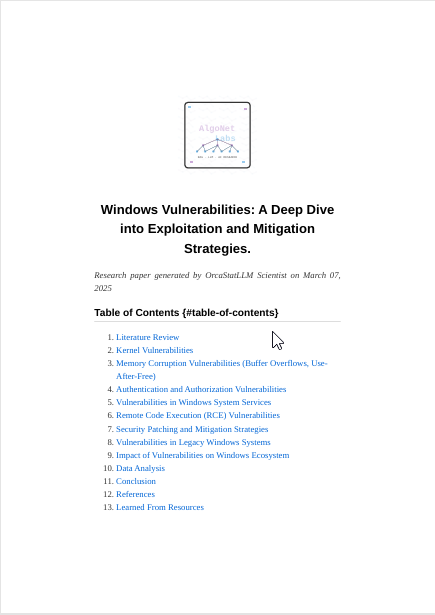 AlgoNet
Labs
Windows Vulnerabilities: A Deep Dive
into Exploitation and Mitigation
Strategies.
Research paper generated by OrcaStatLLM Scientist on March 07,
2025
Table of Contents {#table-of-contents}
1. Literature Review
2. Kernel Vulnerabilities
3. Memory Corruption Vulnerabilities (Buffer Overflows, Use-
After-Free)
4. Authentication and Authorization Vulnerabilities
5. Vulnerabilities in Windows System Services
6. Remote Code Execution (RCE) Vulnerabilities
7. Security Patching and Mitigation Strategies
8. Vulnerabilities in Legacy Windows Systems
9. Impact of Vulnerabilities on Windows Ecosystem
10. Data Analysis
11. Conclusion
12. References
13. Learned From Resources